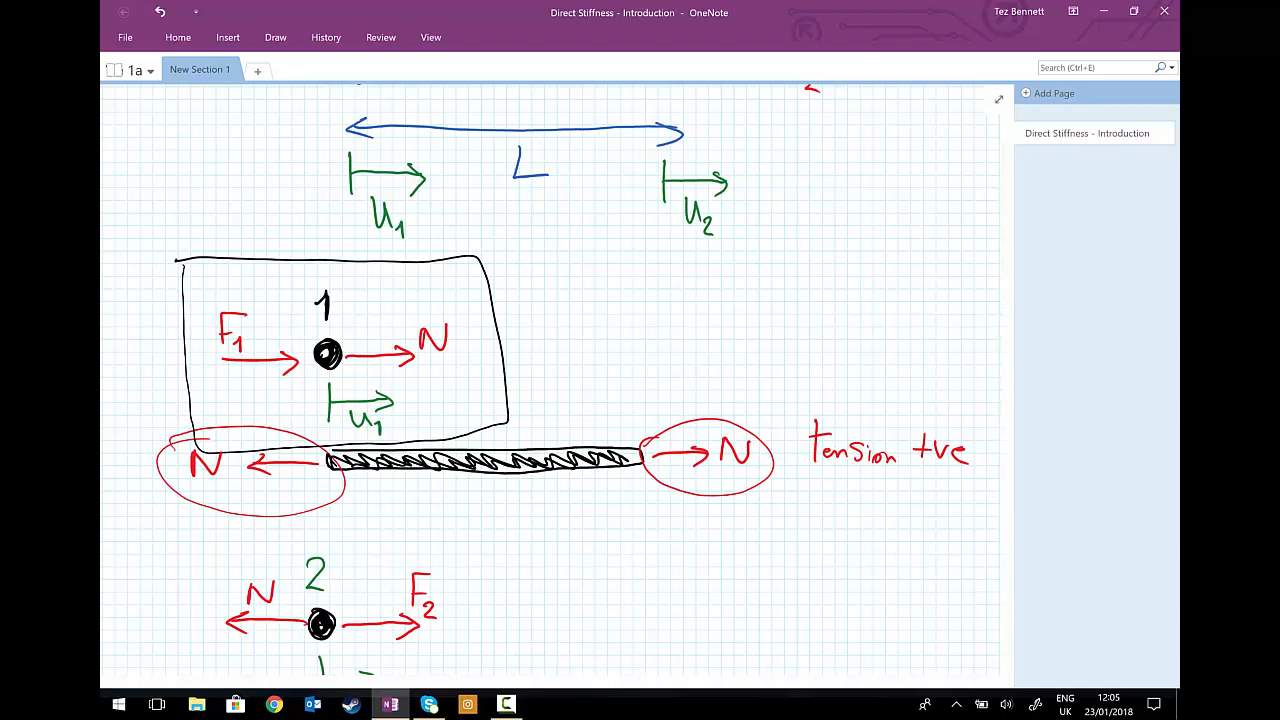 Direct Stiffness - Introduction - OneNote
Tez Bennett
File Home Insert Draw History Review View
1a
New Section 1
Search (Ctrl+E)
Add Page
Direct Stiffness - Introduction
L
u1
u2
1
F1
N
u1
N
N
tension +ve
2
N
F2
ENG
UK
12:05
23/01/2018